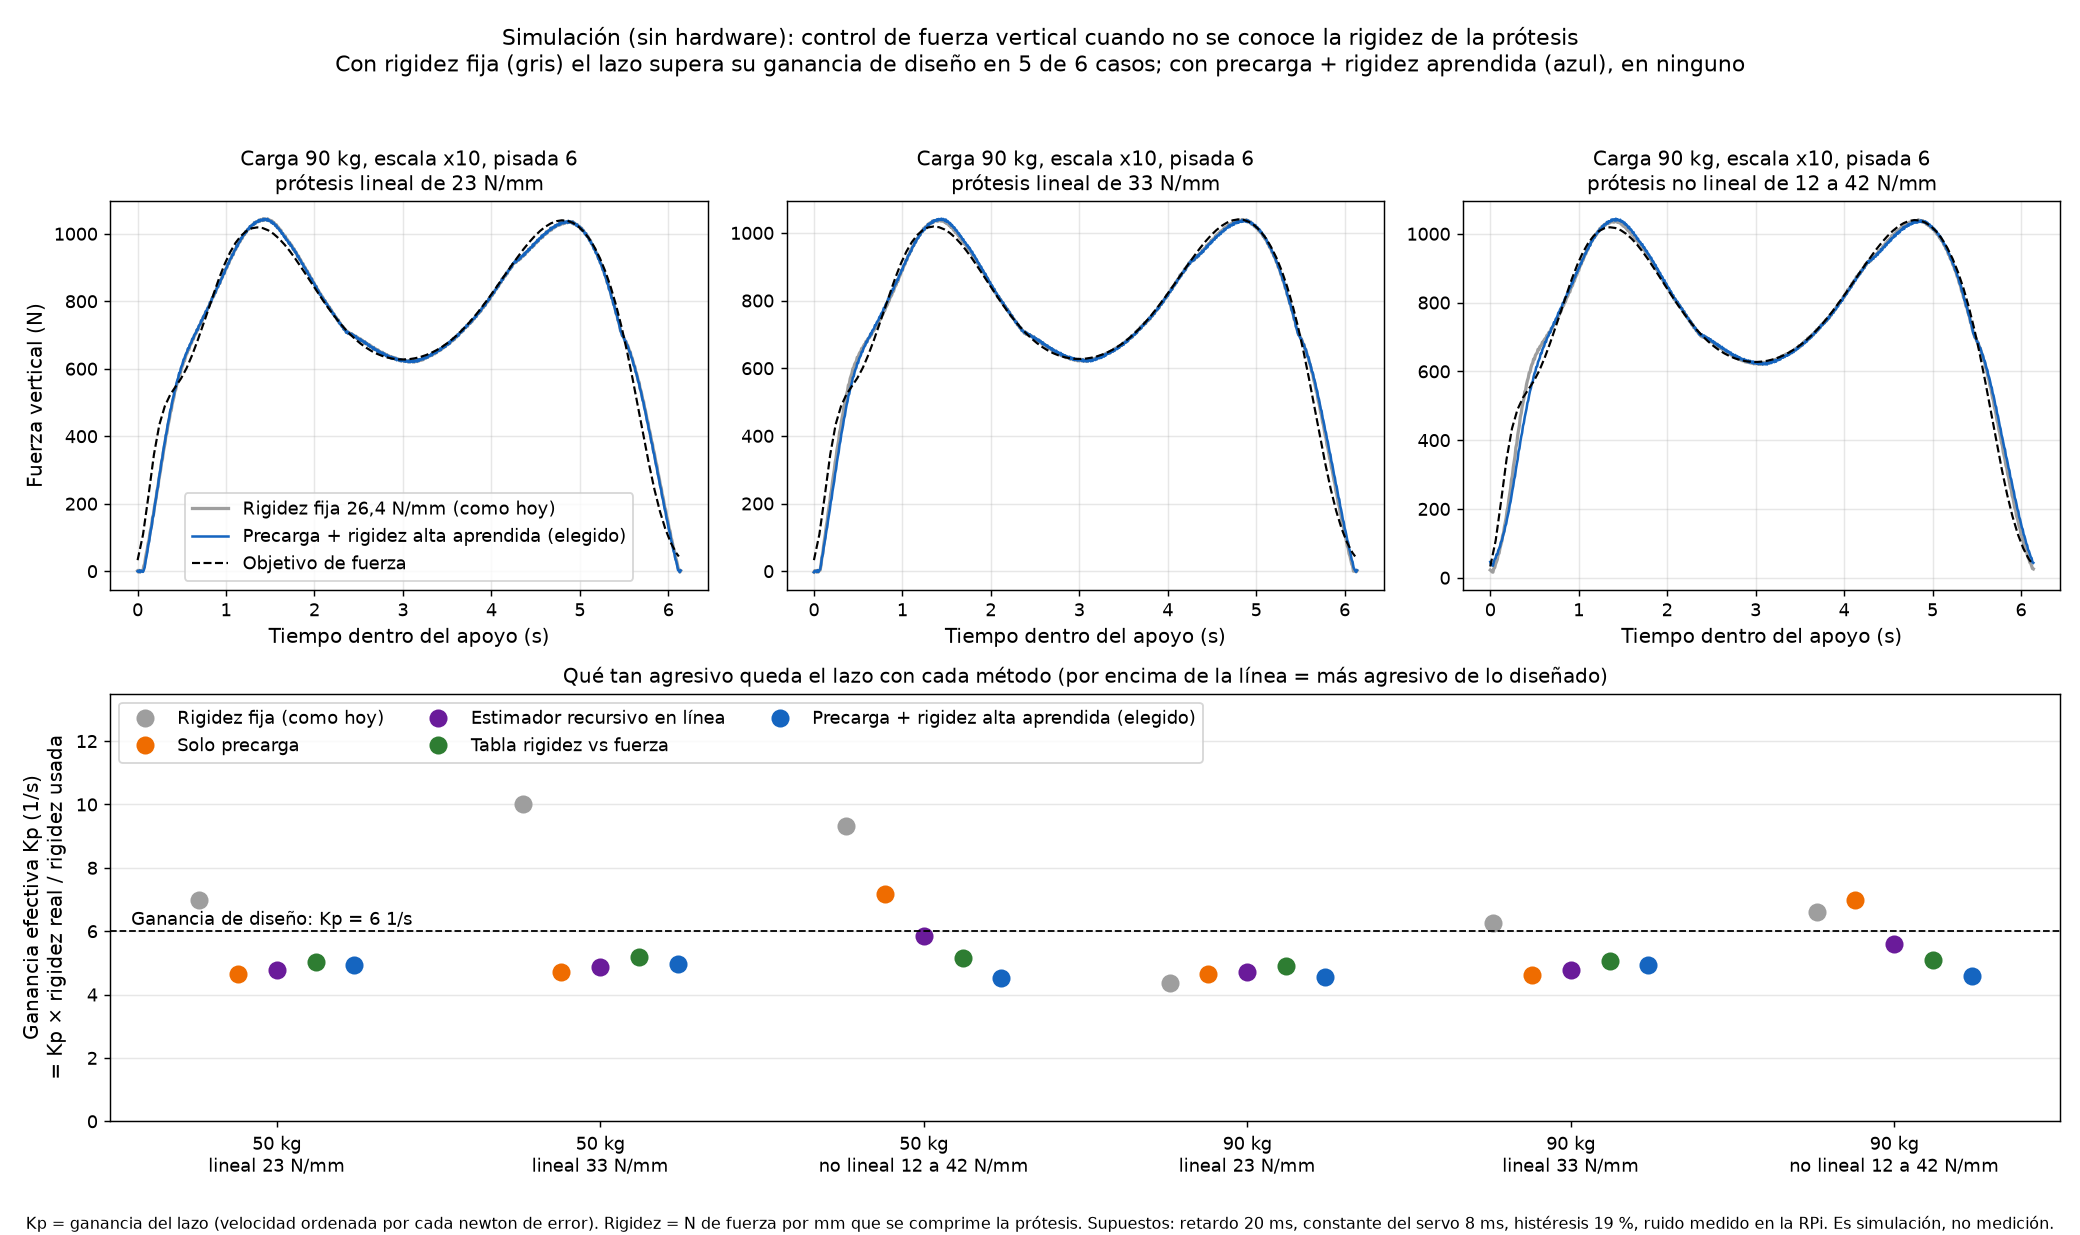 Simulación (sin hardware): control de fuerza vertical cuando no se conoce la rigidez de la prótesis
Con rigidez fija (gris) el lazo supera su ganancia de diseño en 5 de 6 casos; con precarga + rigidez aprendida (azul), en ninguno
Carga 90 kg, escala x10, pisada 6
prótesis lineal de 23 N/mm
Carga 90 kg, escala x10, pisada 6
prótesis lineal de 33 N/mm
Carga 90 kg, escala x10, pisada 6
prótesis no lineal de 12 a 42 N/mm
Fuerza vertical (N)
1000
800
600
400
200
0
Rigidez fija 26,4 N/mm (como hoy)
Precarga + rigidez alta aprendida (elegido)
Objetivo de fuerza
0 1 2 3 4 5 6
Tiempo dentro del apoyo (s)
1000
800
600
400
200
0
0 1 2 3 4 5 6
Tiempo dentro del apoyo (s)
1000
800
600
400
200
0
0 1 2 3 4 5 6
Tiempo dentro del apoyo (s)
Qué tan agresivo queda el lazo con cada método (por encima de la línea = más agresivo de lo diseñado)
Ganancia efectiva Kp (1/s)
= Kp × rigidez real / rigidez usada
12
10
8
6
4
2
0
Rigidez fija (como hoy)
Solo precarga
Estimador recursivo en línea
Tabla rigidez vs fuerza
Precarga + rigidez alta aprendida (elegido)
Ganancia de diseño: Kp = 6 1/s
50 kg
lineal 23 N/mm
50 kg
lineal 33 N/mm
50 kg
no lineal 12 a 42 N/mm
90 kg
lineal 23 N/mm
90 kg
lineal 33 N/mm
90 kg
no lineal 12 a 42 N/mm
Kp = ganancia del lazo (velocidad ordenada por cada newton de error). Rigidez = N de fuerza por mm que se comprime la prótesis. Supuestos: retardo 20 ms, constante del servo 8 ms, histéresis 19 %, ruido medido en la RPi. Es simulación, no medición.